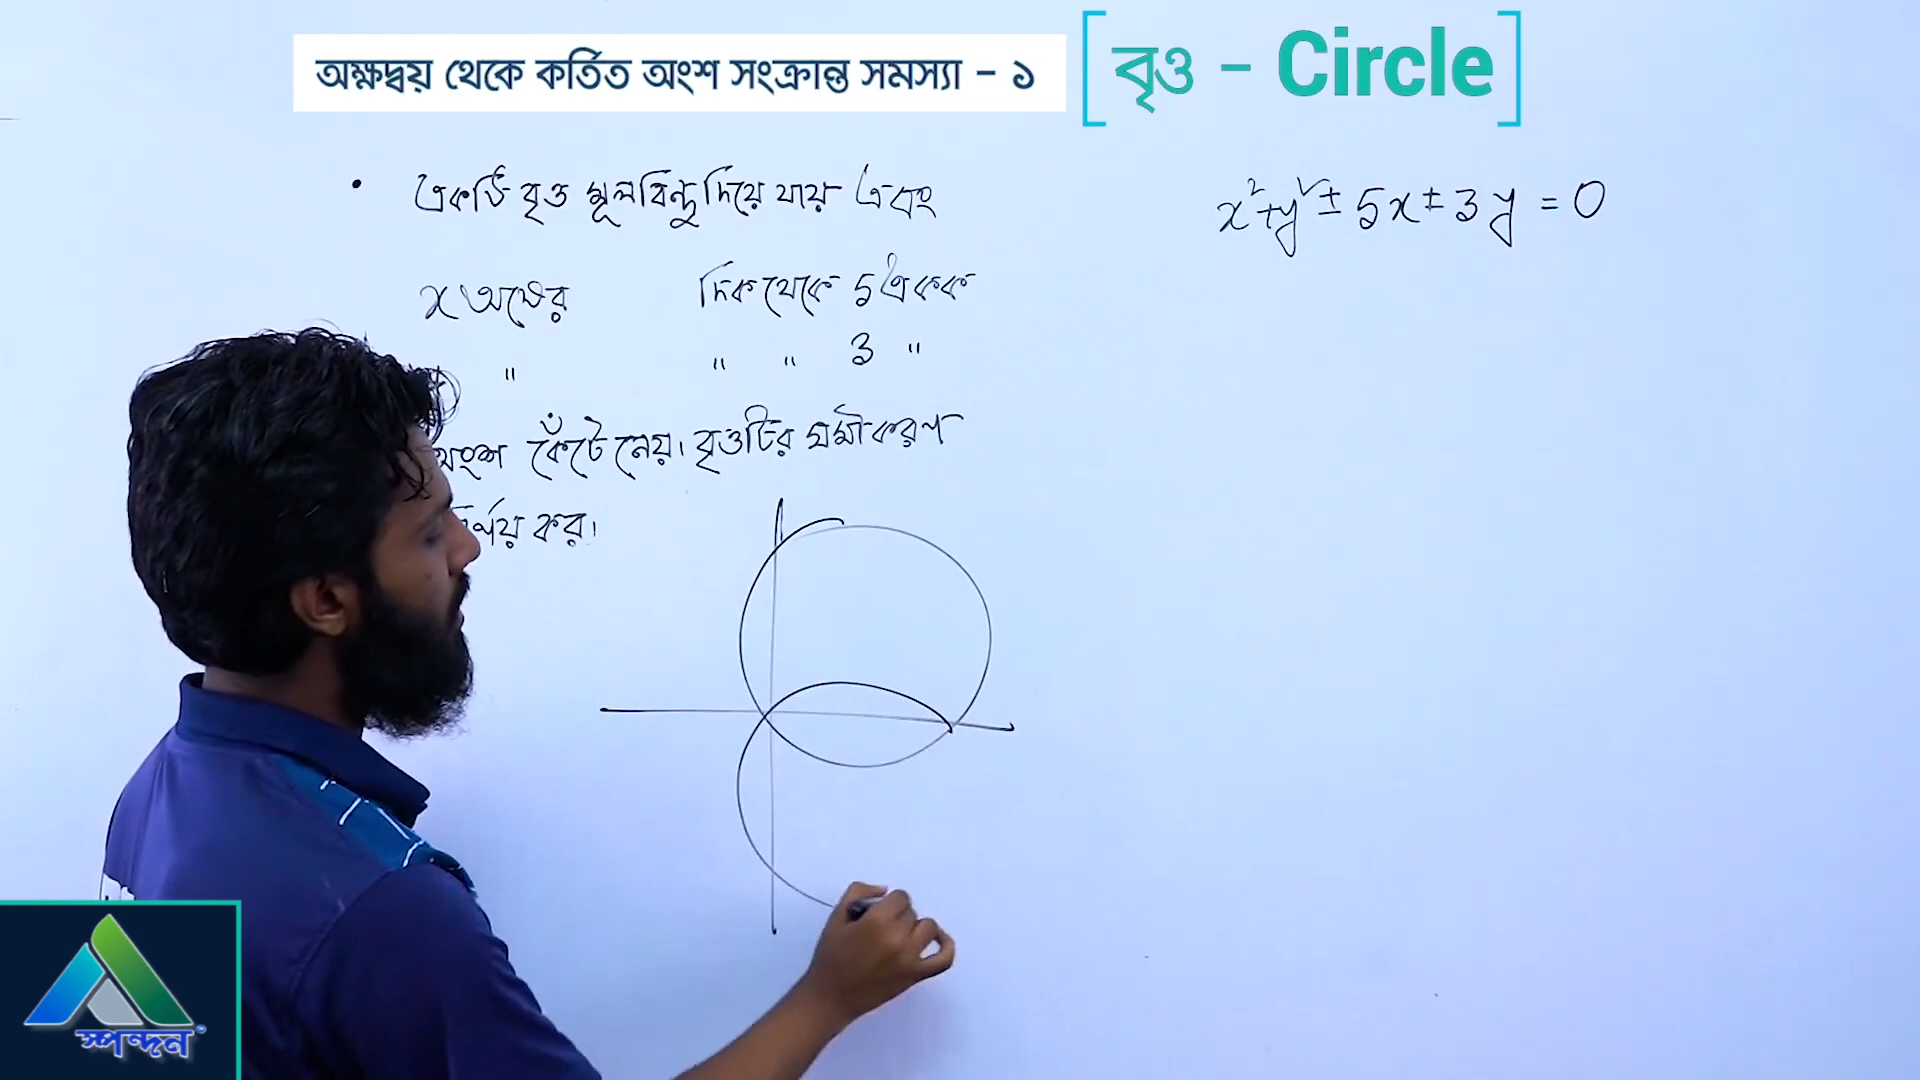 অক্ষদ্বয় থেকে কর্তিত অংশ সংক্রান্ত সমস্যা – ১
[বৃত্ত – Circle]
• একটি বৃত্ত মূলবিন্দু দিয়ে যায় এবং
x অক্ষের দিক থেকে 5 একক
" " " 3 "
অংশ কেঁটে নেয়। বৃত্তটির সমীকরণ
নির্ণয় কর।
x²+y² ± 5x ± 3y = 0
স্পন্দন